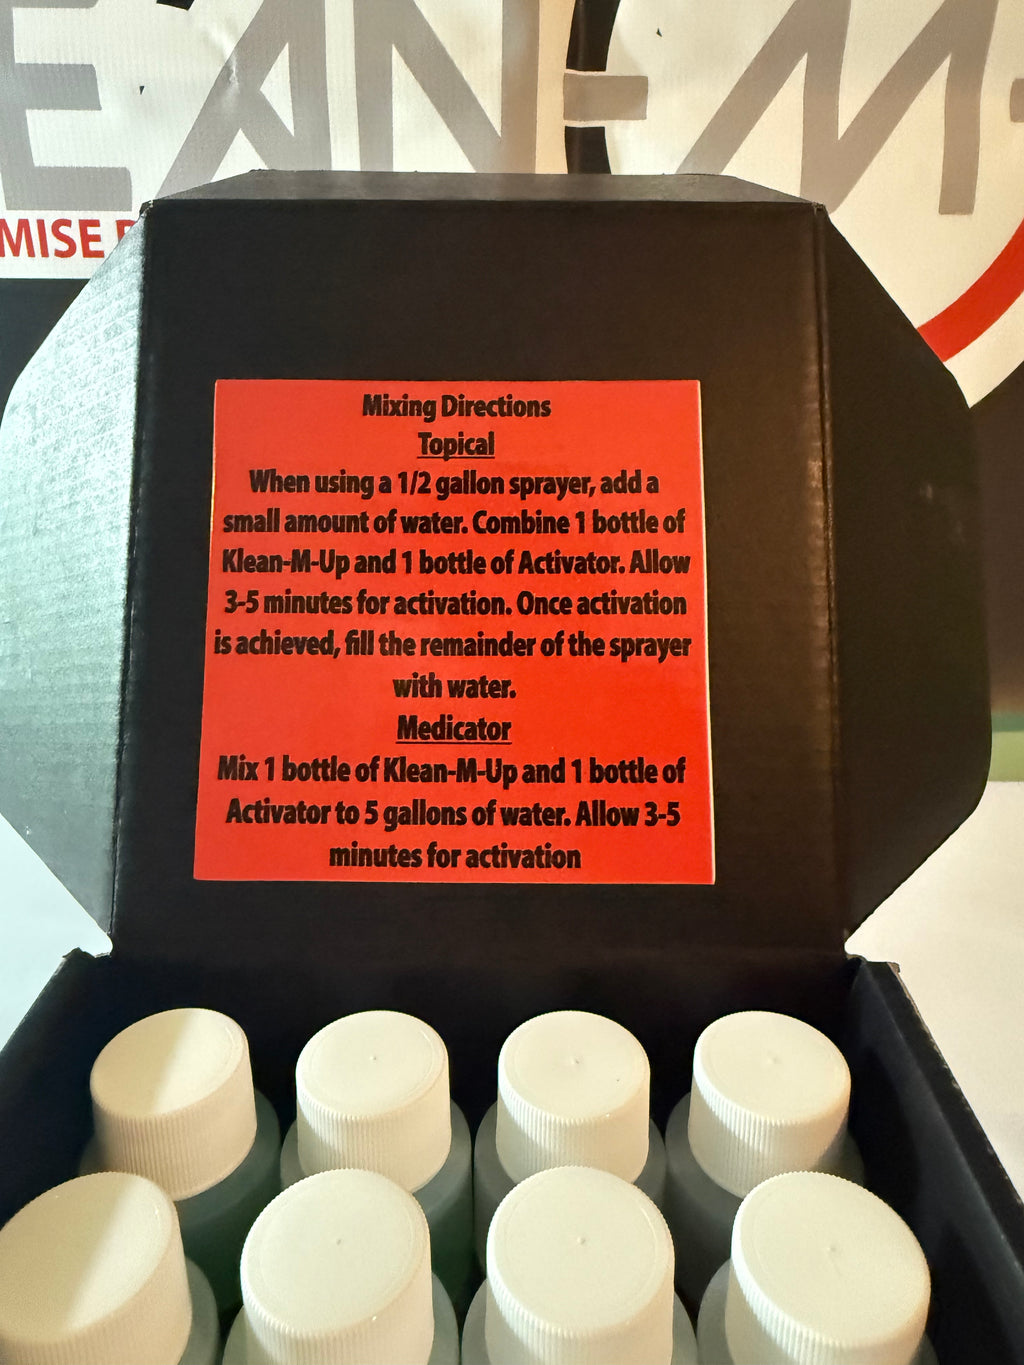 EAN-M-
MISE
Mixing Directions
Topical
When using a 1/2 gallon sprayer, add a
small amount of water. Combine 1 bottle of
Klean-M-Up and 1 bottle of Activator. Allow
3-5 minutes for activation. Once activation
is achieved, fill the remainder of the sprayer
with water.
Medicator
Mix 1 bottle of Klean-M-Up and 1 bottle of
Activator to 5 gallons of water. Allow 3-5
minutes for activation